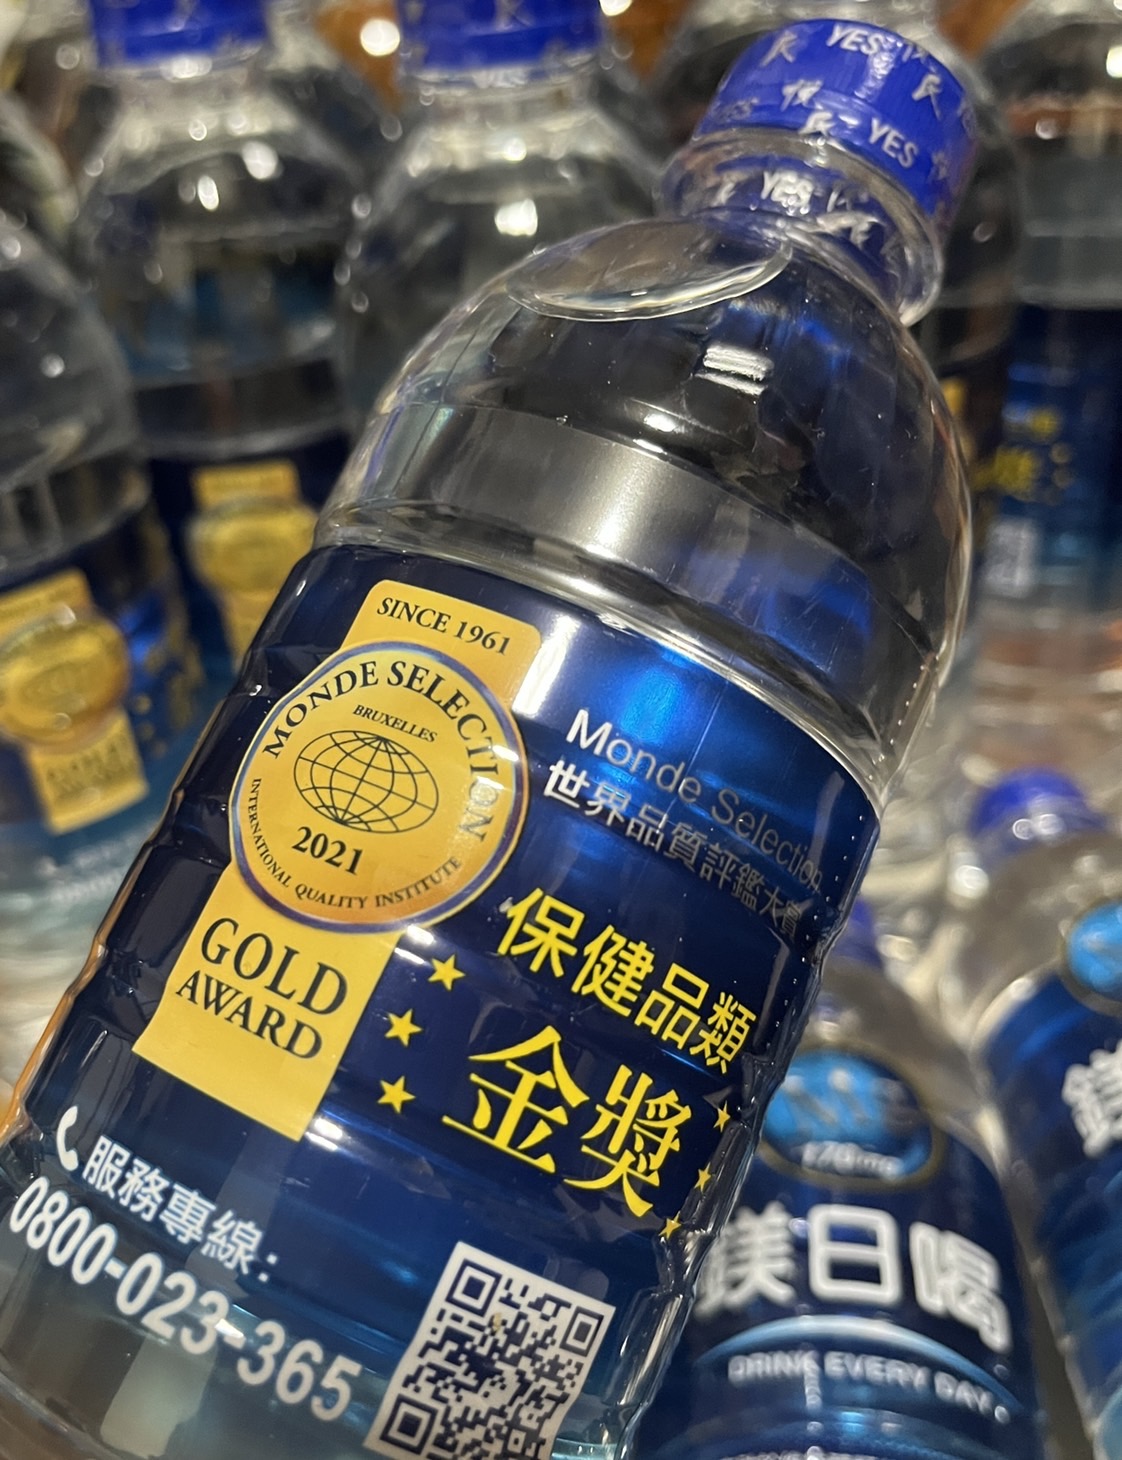 YES
YES
YES
SINCE 1961
MONDE SELECTION
BRUXELLES
2021
INTERNATIONAL QUALITY INSTITUTE
GOLD
AWARD
Monde Selection
世界品質評鑑大賞
保健品類
金獎
服務專線:
0800-023-365
鎂日喝
DRINK EVERY DAY